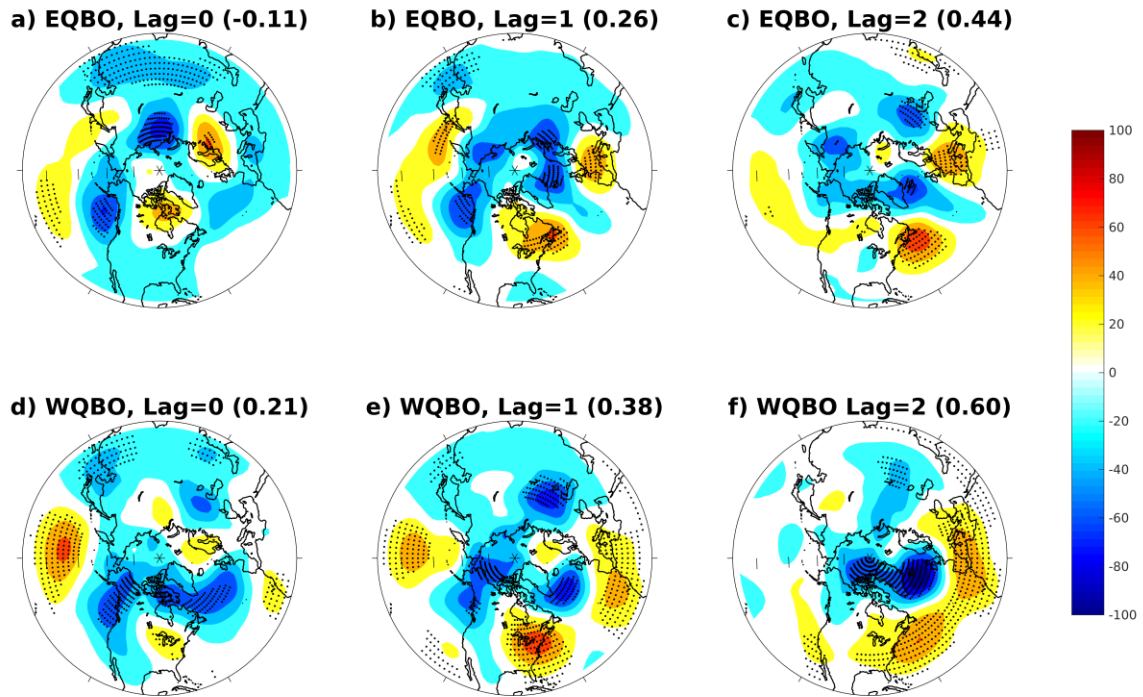 a) EQBO, Lag=0 (-0.11)
b) EQBO, Lag=1 (0.26)
c) EQBO, Lag=2 (0.44)
100
80
60
40
20
0
-20
-40
-60
-80
-100
d) WQBO, Lag=0 (0.21)
e) WQBO, Lag=1 (0.38)
f) WQBO Lag=2 (0.60)